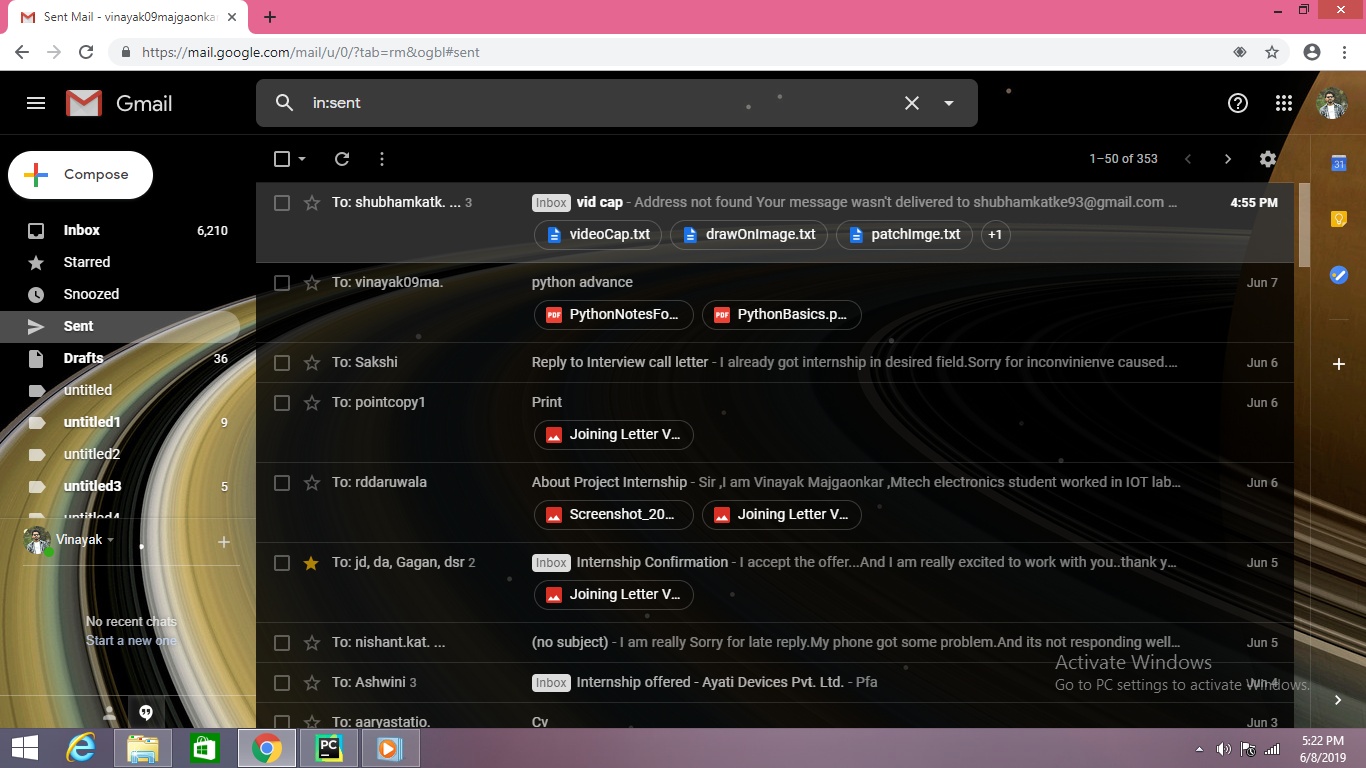 Sent Mail - vinayak09majgaonka
https://mail.google.com/mail/u/0/?tab=rm&ogbl#sent
Gmail
in:sent
Compose
1–50 of 353
31
Inbox 6,210
Starred
Snoozed
Sent
Drafts 36
untitled
untitled1 9
untitled2
untitled3 5
untitled4
Vinayak
No recent chats
Start a new one
To: shubhamkatk. ... 3 Inbox vid cap - Address not found Your message wasn't delivered to shubhamkatke93@gmail.com ... 4:55 PM
videoCap.txt drawOnImage.txt patchImge.txt +1
To: vinayak09ma. python advance Jun 7
PDF PythonNotesFo... PDF PythonBasics.p...
To: Sakshi Reply to Interview call letter - I already got internship in desired field.Sorry for inconvinienve caused.... Jun 6
To: pointcopy1 Print Jun 6
Joining Letter V...
To: rddaruwala About Project Internship - Sir ,I am Vinayak Majgaonkar ,Mtech electronics student worked in IOT lab... Jun 6
Screenshot_20... Joining Letter V...
To: jd, da, Gagan, dsr 2 Inbox Internship Confirmation - I accept the offer...And I am really excited to work with you..thank y... Jun 5
Joining Letter V...
To: nishant.kat. ... (no subject) - I am really Sorry for late reply.My phone got some problem.And its not responding well... Jun 5
To: Ashwini 3 Inbox Internship offered - Ayati Devices Pvt. Ltd. - Pfa Jun 4
To: aaryastatio. Cv Jun 3
Activate Windows
Go to PC settings to activate Windows.
PC
5:22 PM
6/8/2019